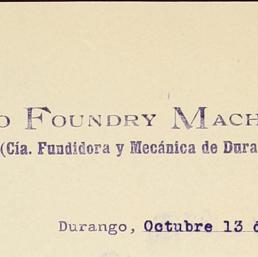 O FOUNDRY MACH
(Cía. Fundidora y Mecánica de Dura
Durango, Octubre 13 d